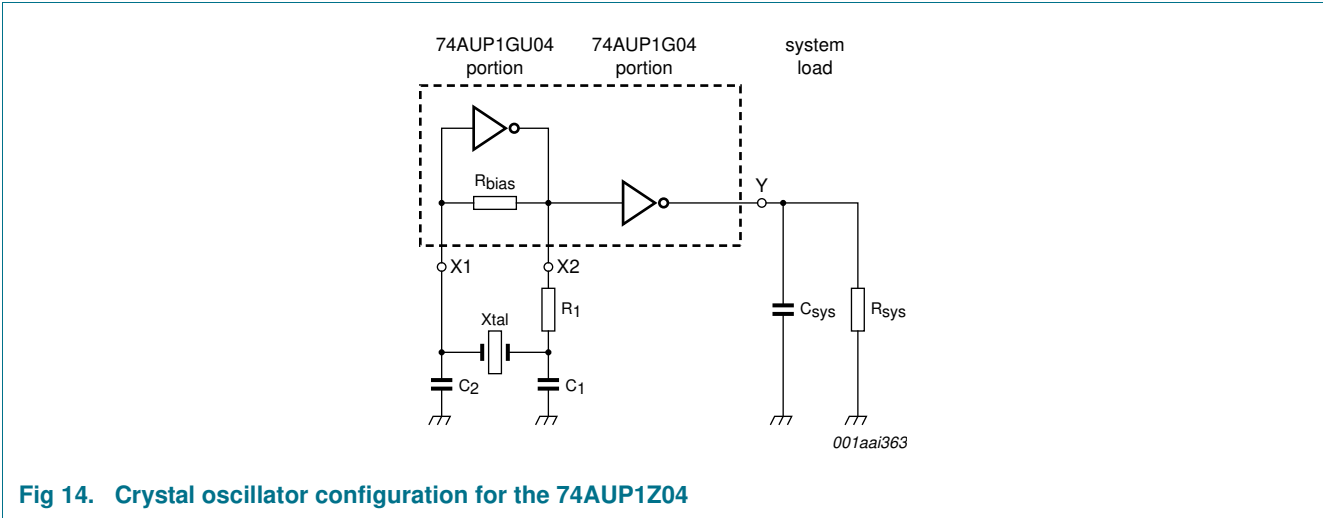 74AUP1GU04 portion
74AUP1G04 portion
system load
Rbias
Y
X1
X2
R1
Csys
Rsys
Xtal
C2
C1
001aai363
Fig 14. Crystal oscillator configuration for the 74AUP1Z04